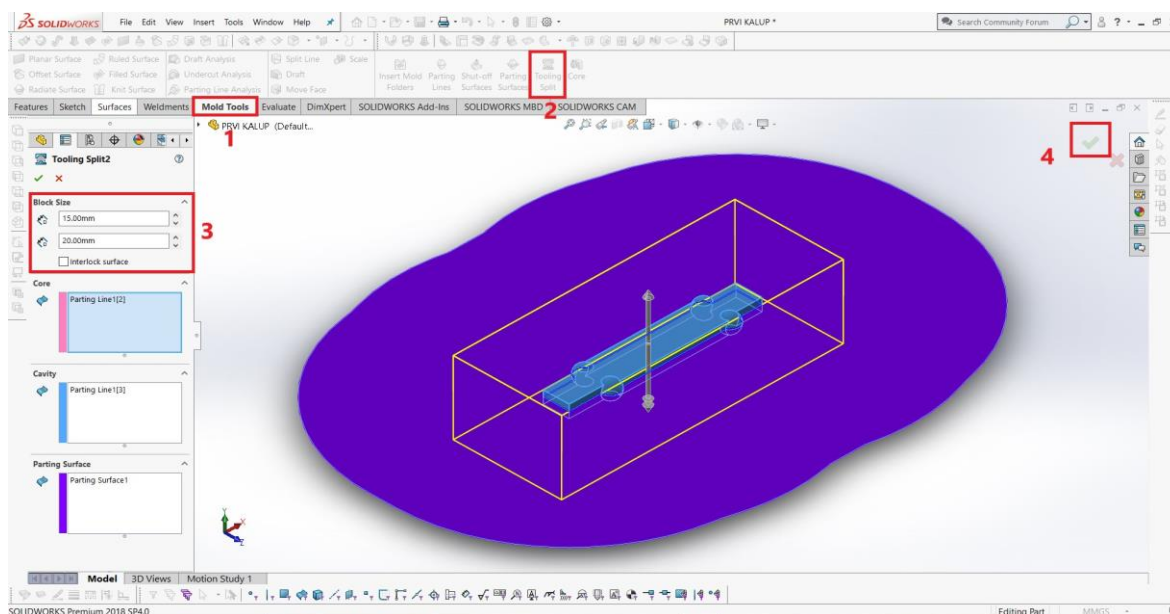 SOLIDWORKS File Edit View Insert Tools Window Help PRVI KALUP * Search Community Forum
Planar Surface Ruled Surface Draft Analysis Split Line Scale
Offset Surface Filled Surface Undercut Analysis Draft Insert Mold Parting Shut-off Parting Tooling Core
Radiate Surface Knit Surface Parting Line Analysis Move Face Folders Lines Surfaces Surfaces Split
Features Sketch Surfaces Weldments Mold Tools Evaluate DimXpert SOLIDWORKS Add-Ins SOLIDWORKS MBD SOLIDWORKS CAM
1
2
PRVI KALUP (Default...
4
Tooling Split2
Block Size
15.00mm
20.00mm
3
Interlock surface
Core
Parting Line1[2]
Cavity
Parting Line1[3]
Parting Surface
Parting Surface1
Y
X
Z
Model 3D Views Motion Study 1
SOLIDWORKS Premium 2018 SP4.0 Editing Part MMGS